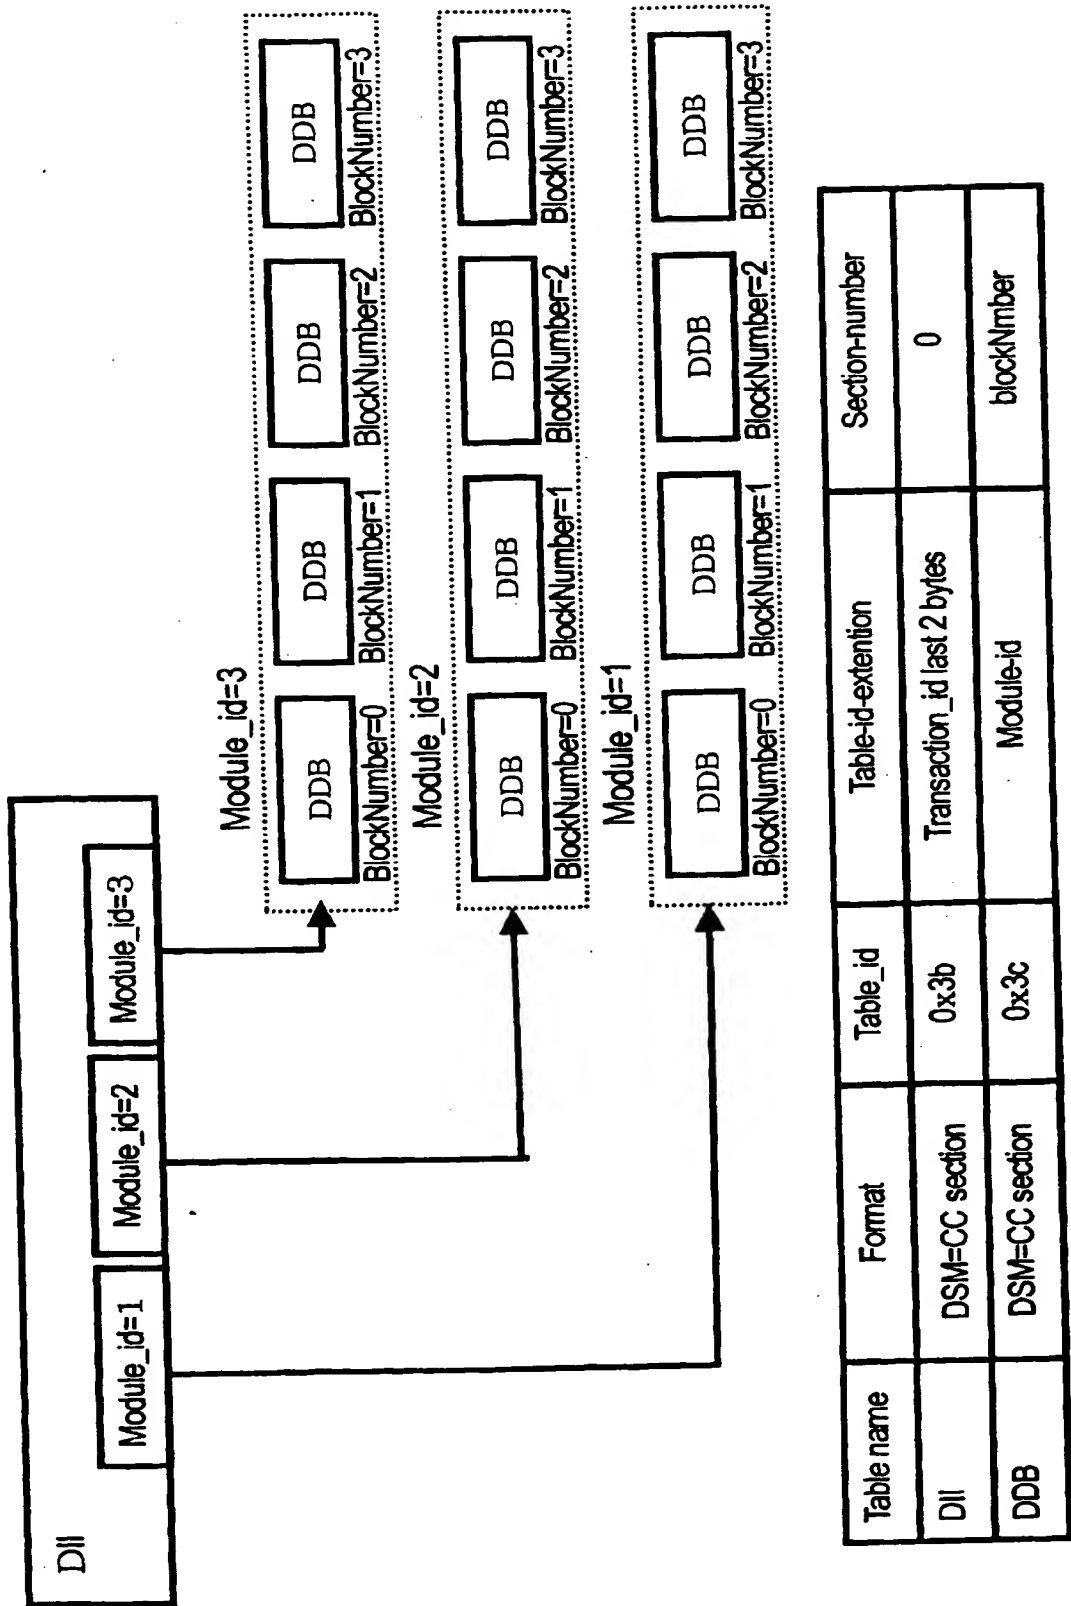 DII
Module_id=1 Module_id=2 Module_id=3
Module_id=3
DDB DDB DDB DDB
BlockNumber=0 BlockNumber=1 BlockNumber=2 BlockNumber=3
Module_id=2
DDB DDB DDB DDB
BlockNumber=0 BlockNumber=1 BlockNumber=2 BlockNumber=3
Module_id=1
DDB DDB DDB DDB
BlockNumber=0 BlockNumber=1 BlockNumber=2 BlockNumber=3
Table name Format Table_id Table-id-extention Section-number
DII DSM=CC section 0x3b Transaction_id last 2 bytes 0
DDB DSM=CC section 0x3c Module-id blockNmber